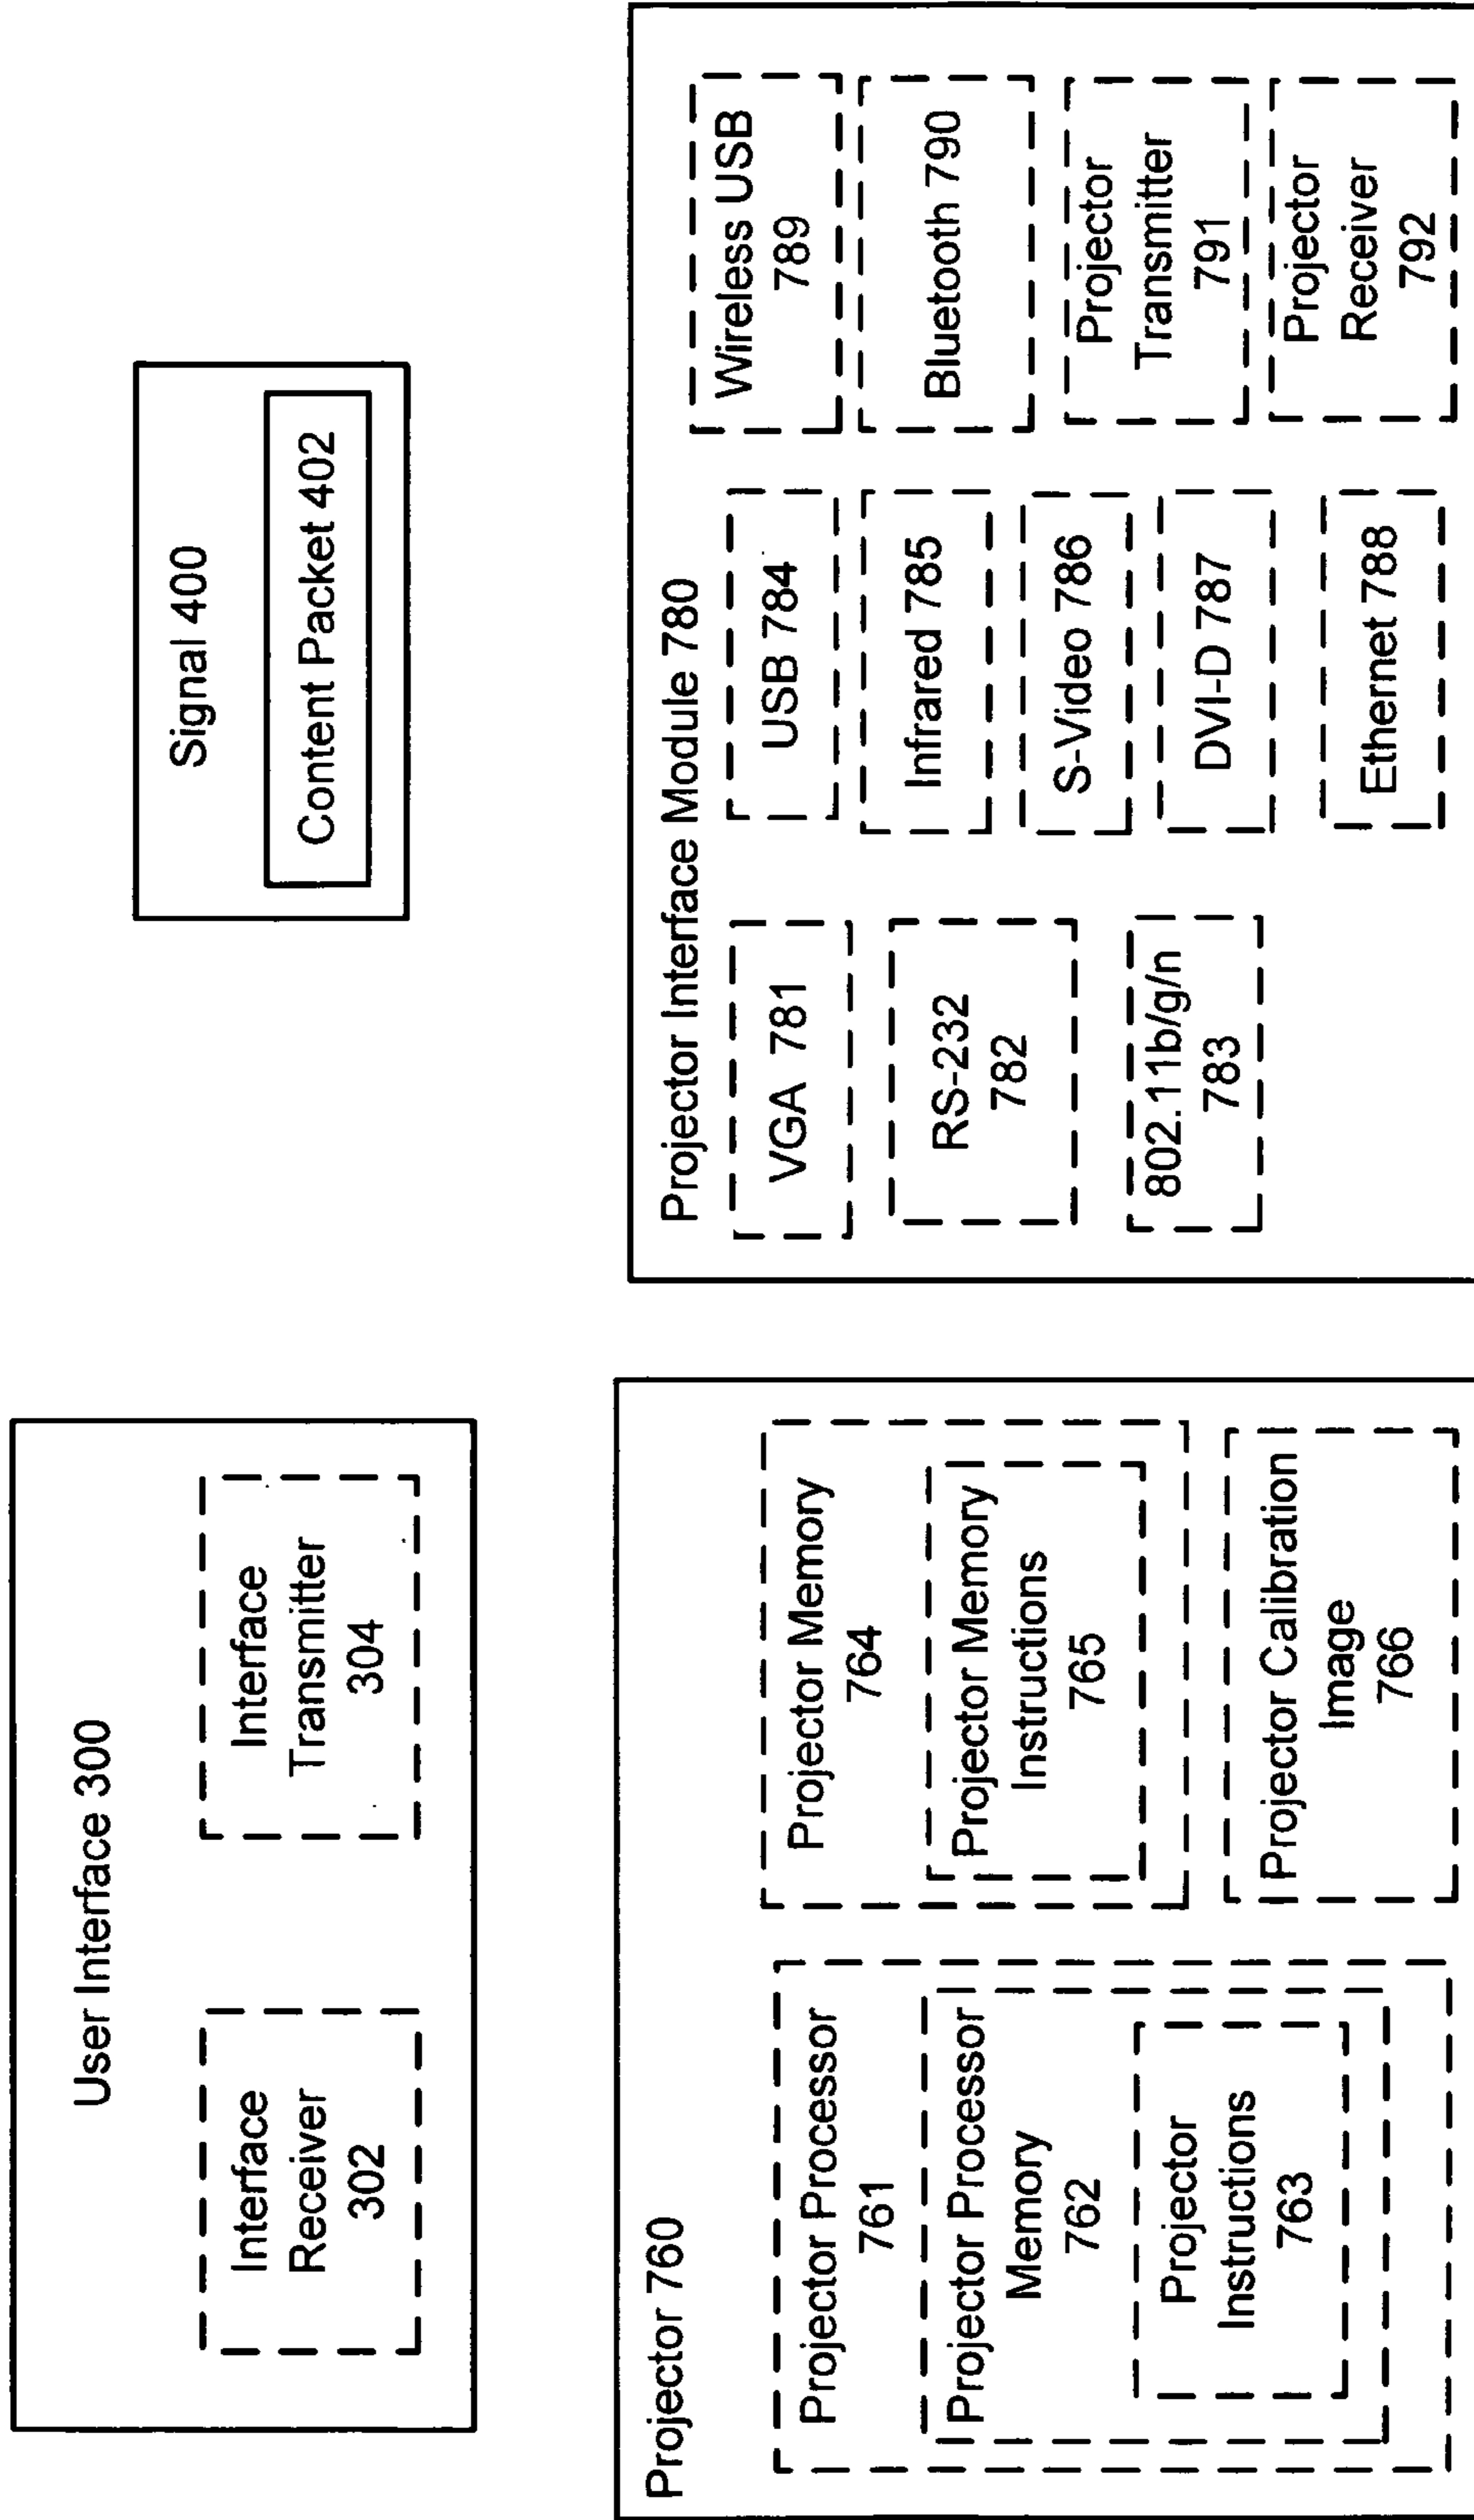 User Interface 300
Interface
Receiver
302
Interface
Transmitter
304
Signal 400
Content Packet 402
Projector 760
Projector Processor
761
Projector Processor
Memory
762
Projector
Instructions
763
Projector Memory
764
Projector Memory
Instructions
765
Projector Calibration
Image
766
Projector Interface Module 780
VGA 781
RS-232
782
802.11b/g/n
783
USB 784
Infrared 785
S-Video 786
DVI-D 787
Ethernet 788
Wireless USB
789
Bluetooth 790
Projector
Transmitter
791
Projector
Receiver
792